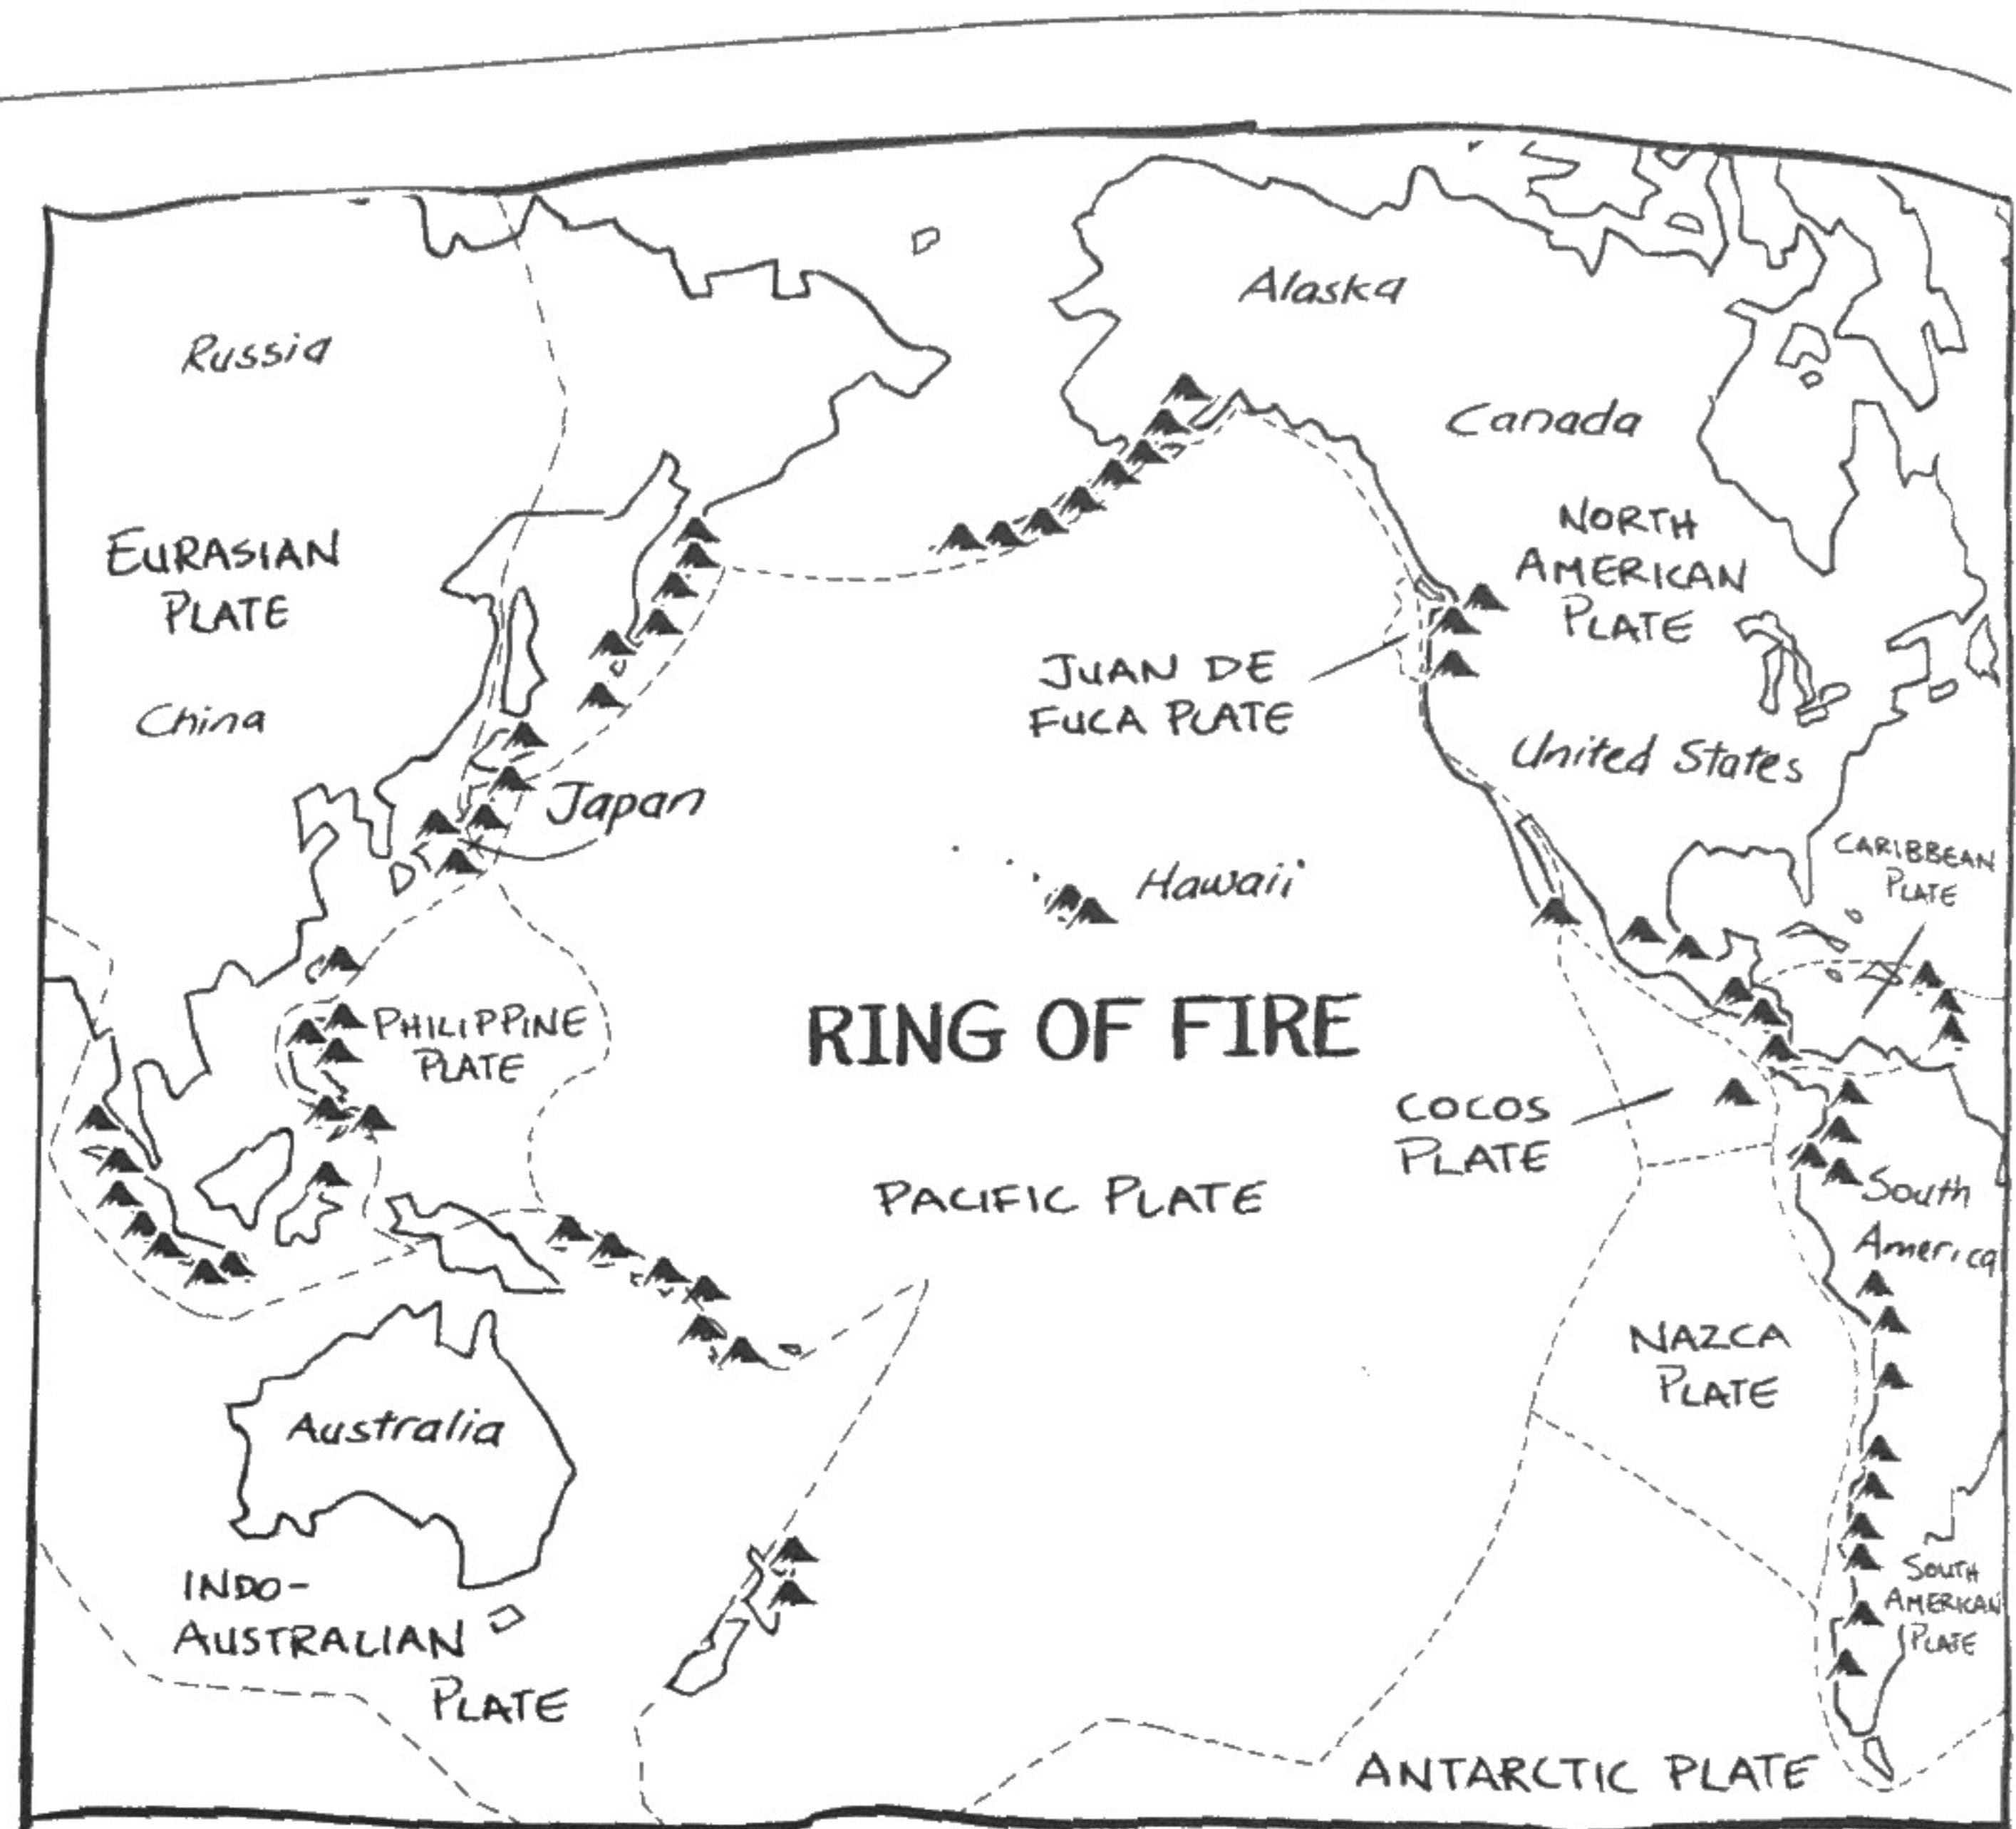 Alaska
Russia
Canada
NORTH
AMERICAN
PLATE
EURASIAN
PLATE
JUAN DE
FUCA PLATE
China
United States
Japan
CARIBBEAN
PLATE
Hawaii
PHILIPPINE
PLATE
RING OF FIRE
COCOS
PLATE
PACIFIC PLATE
South
America
NAZCA
PLATE
Australia
INDO-
AUSTRALIAN
PLATE
SOUTH
AMERICAN
PLATE
ANTARCTIC PLATE